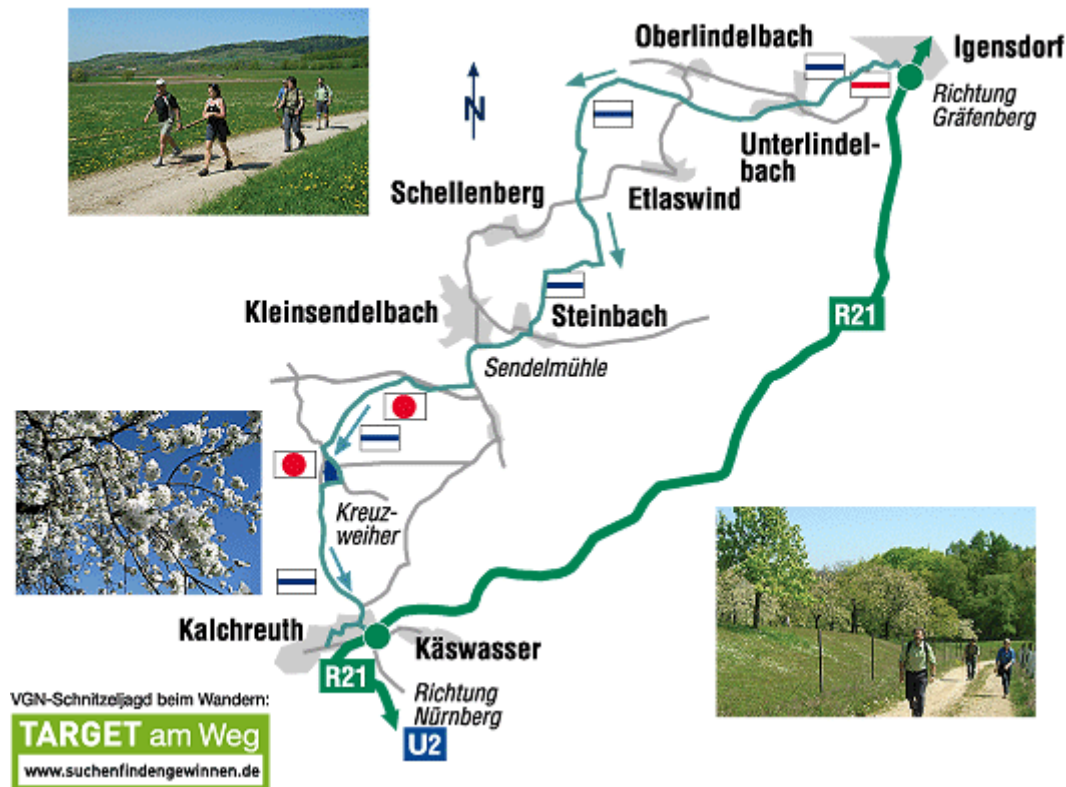 Oberlindelbach
Igensdorf
Richtung
Gräfenberg
N
Unterlindel-
bach
Schellenberg
Etlaswind
Kleinsendelbach
Steinbach
R21
Sendelmühle
Kreuz-
weiher
Kalchreuth
Käswasser
R21
Richtung
Nürnberg
U2
VGN-Schnitzeljagd beim Wandern:
TARGET am Weg
www.suchenfindengewinnen.de